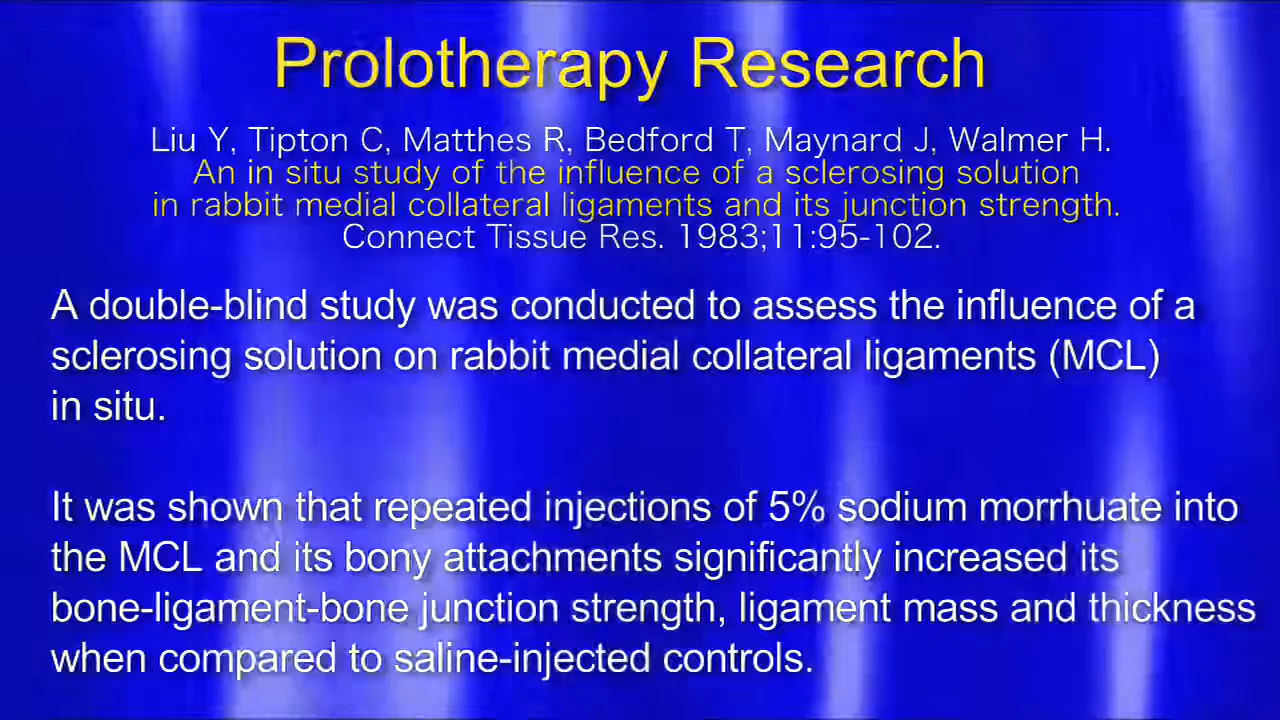 Prolotherapy Research
Liu Y, Tipton C, Matthes R, Bedford T, Maynard J, Walmer H.
An in situ study of the influence of a sclerosing solution
in rabbit medial collateral ligaments and its junction strength.
Connect Tissue Res. 1983;11:95-102.
A double-blind study was conducted to assess the influence of a
sclerosing solution on rabbit medial collateral ligaments (MCL)
in situ.
It was shown that repeated injections of 5% sodium morrhuate into
the MCL and its bony attachments significantly increased its
bone-ligament-bone junction strength, ligament mass and thickness
when compared to saline-injected controls.